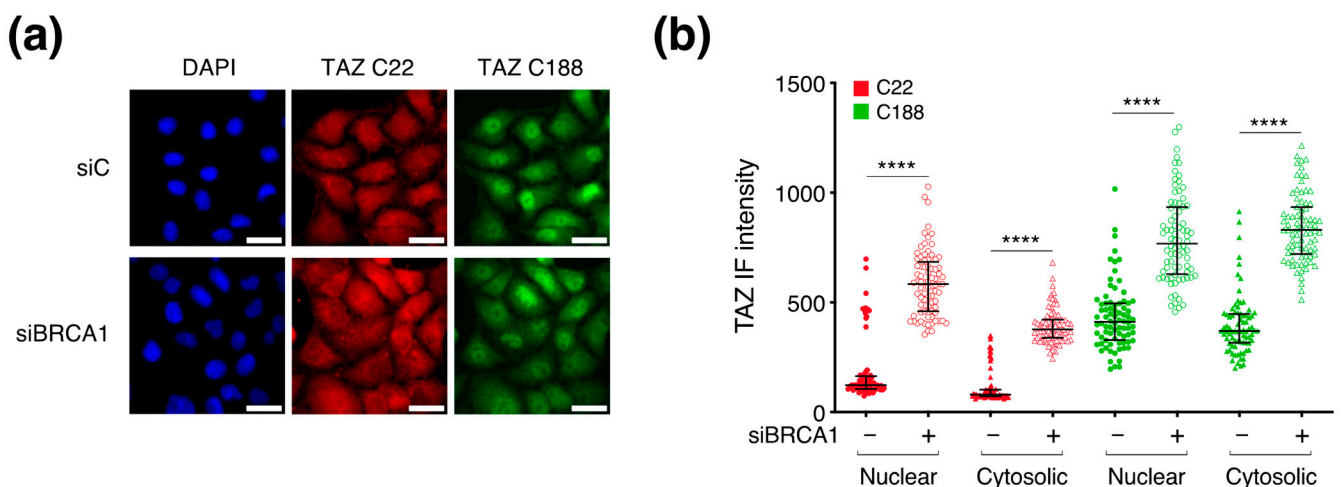 (a)
DAPI TAZ C22 TAZ C188
siC
siBRCA1
(b)
TAZ IF intensity
1500
1000
500
0
C22
C188
**** **** **** ****
siBRCA1 – + – + – + – +
Nuclear Cytosolic Nuclear Cytosolic